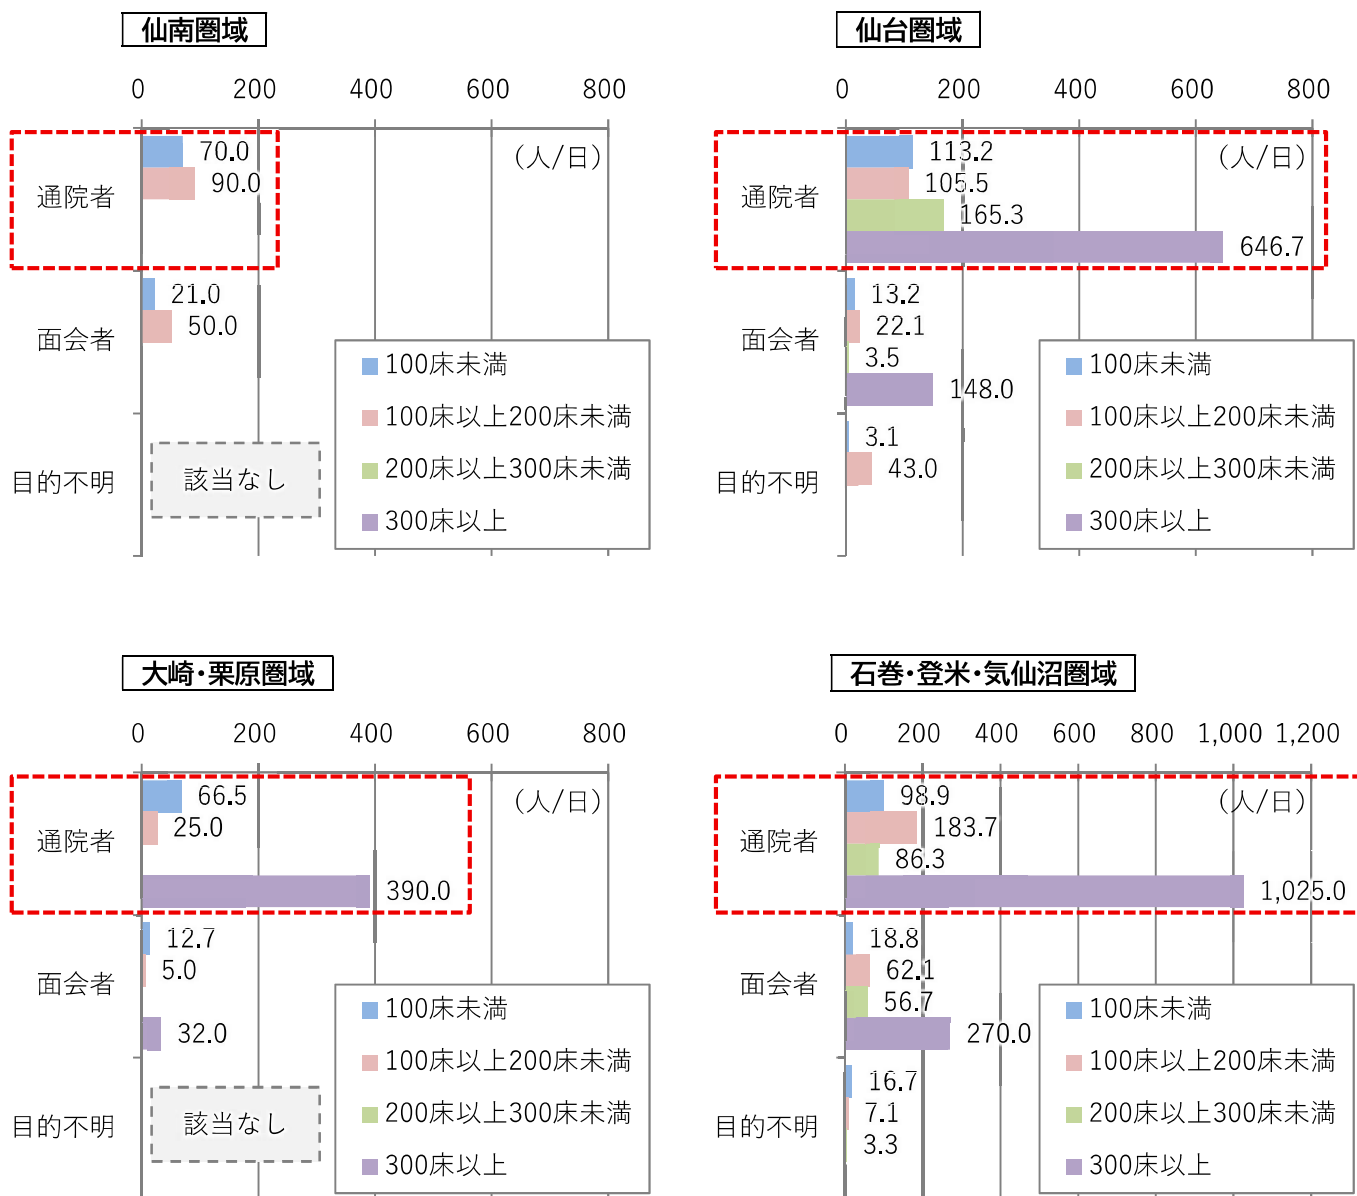 仙南圏域
0 200 400 600 800
(人/日)
通院者
70.0
90.0
面会者
21.0
50.0
目的不明
該当なし
100床未満
100床以上200床未満
200床以上300床未満
300床以上
仙台圏域
0 200 400 600 800
(人/日)
通院者
113.2
105.5
165.3
646.7
面会者
13.2
22.1
3.5
148.0
目的不明
3.1
43.0
100床未満
100床以上200床未満
200床以上300床未満
300床以上
大崎・栗原圏域
0 200 400 600 800
(人/日)
通院者
66.5
25.0
390.0
面会者
12.7
5.0
32.0
目的不明
該当なし
100床未満
100床以上200床未満
200床以上300床未満
300床以上
石巻・登米・気仙沼圏域
0 200 400 600 800 1,000 1,200
(人/日)
通院者
98.9
183.7
86.3
1,025.0
面会者
18.8
62.1
56.7
270.0
目的不明
16.7
7.1
3.3
100床未満
100床以上200床未満
200床以上300床未満
300床以上